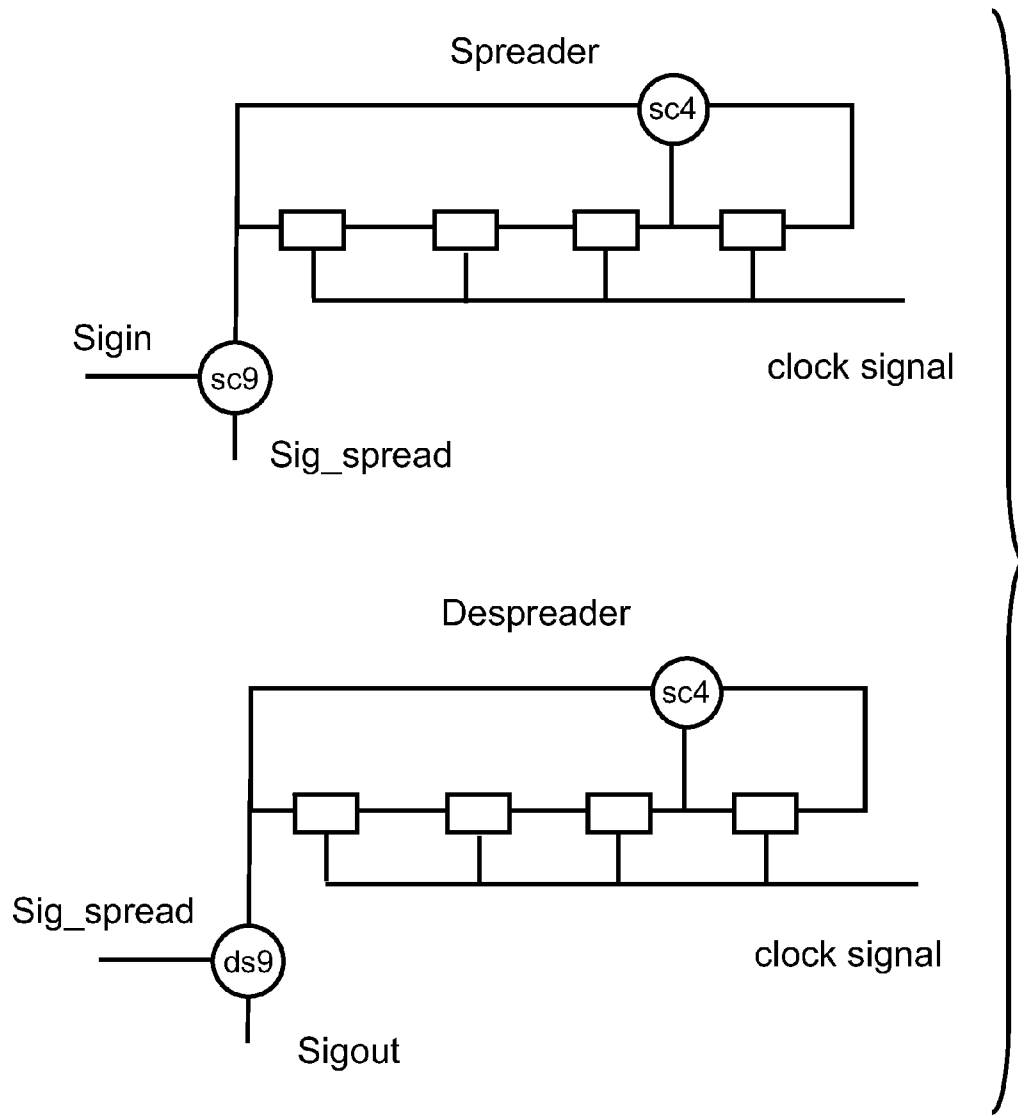 Spreader
sc4
Sigin
sc9
clock signal
Sig_spread
Despreader
sc4
Sig_spread
ds9
clock signal
Sigout